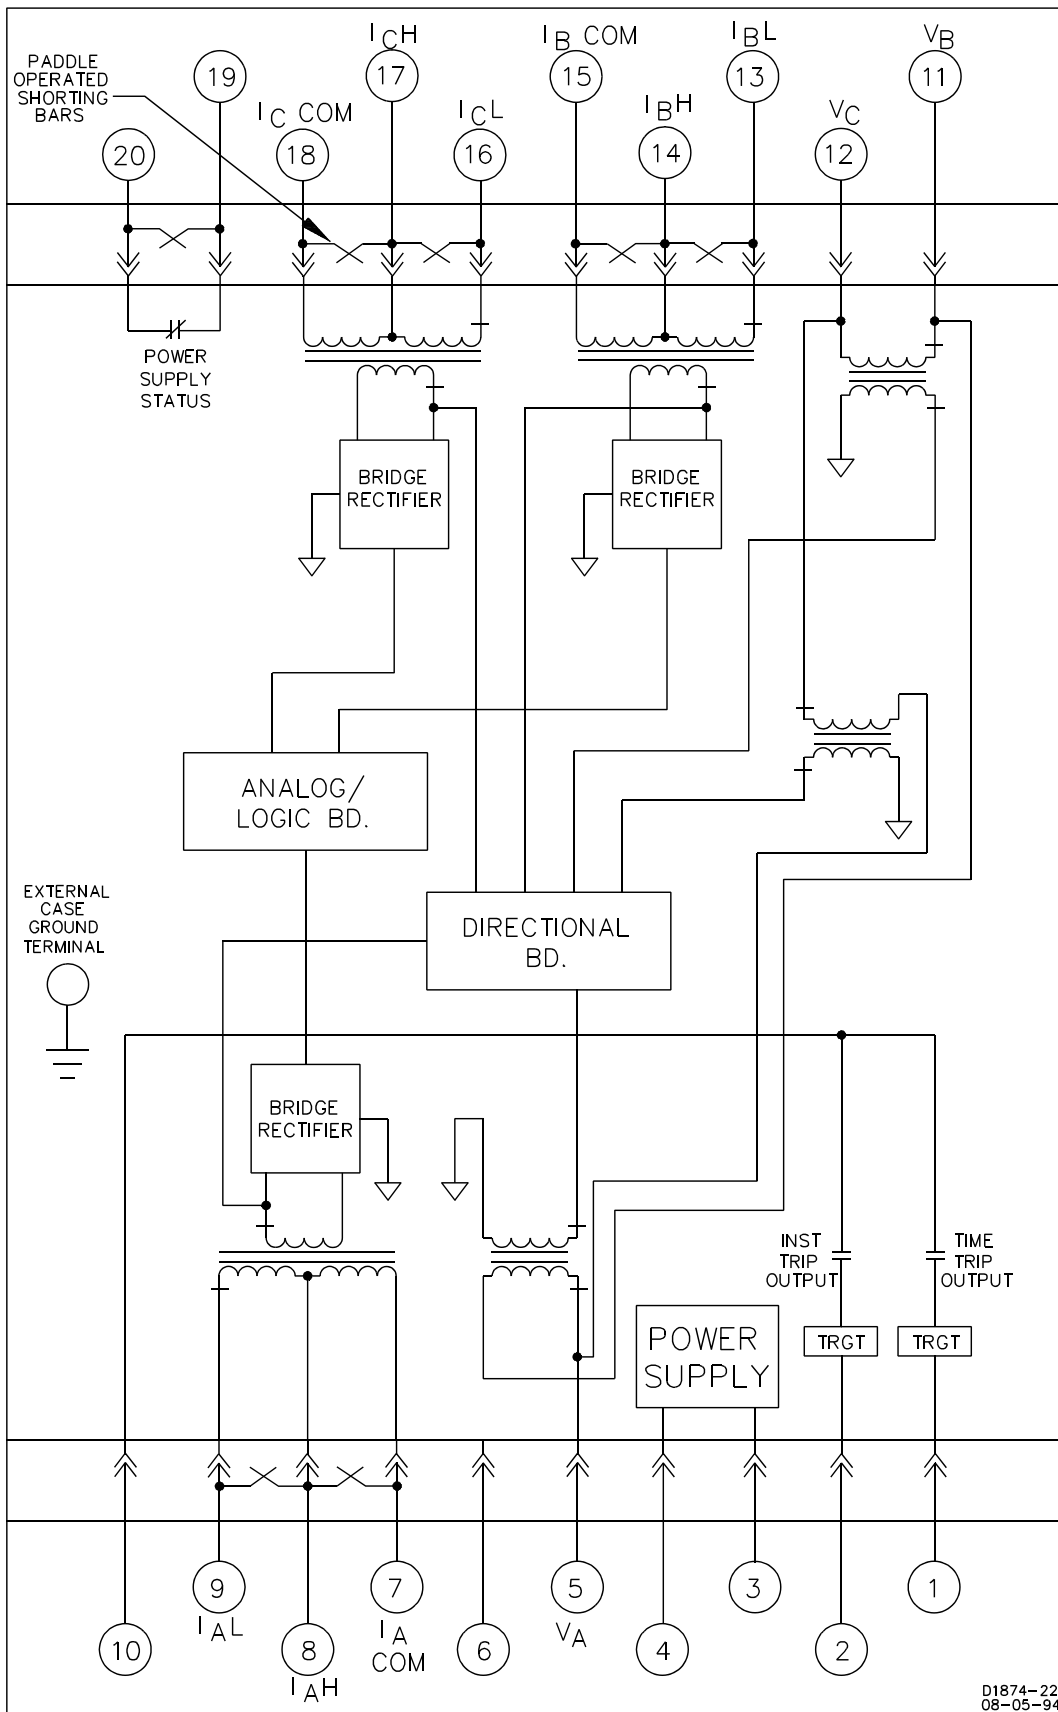 I C H
I B COM
I B L
V B
PADDLE
OPERATED
SHORTING
BARS
19
17
15
13
11
I C COM
I C L
I B H
V C
20
18
16
14
12
POWER
SUPPLY
STATUS
BRIDGE
RECTIFIER
BRIDGE
RECTIFIER
ANALOG/
LOGIC BD.
EXTERNAL
CASE
GROUND
TERMINAL
DIRECTIONAL
BD.
BRIDGE
RECTIFIER
INST
TRIP
OUTPUT
TIME
TRIP
OUTPUT
POWER
SUPPLY
TRGT
TRGT
9
7
5
3
1
I A L
I A
COM
V A
10
8
6
4
2
I A H
D1874-22
08-05-94